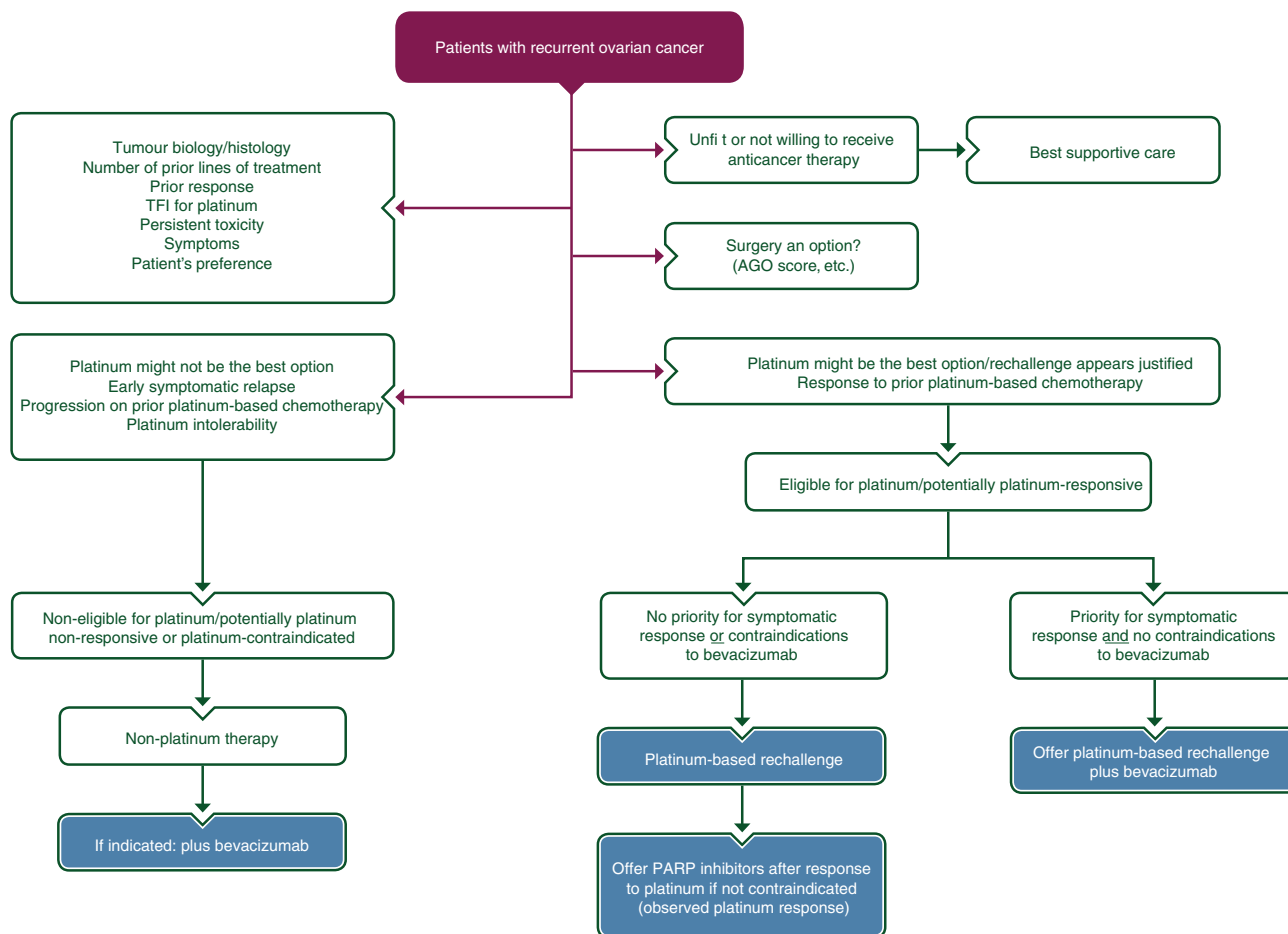 Patients with recurrent ovarian cancer
Tumour biology/histology
Number of prior lines of treatment
Prior response
TFI for platinum
Persistent toxicity
Symptoms
Patient's preference
Unfi t or not willing to receive
anticancer therapy
Best supportive care
Surgery an option?
(AGO score, etc.)
Platinum might not be the best option
Early symptomatic relapse
Progression on prior platinum-based chemotherapy
Platinum intolerability
Platinum might be the best option/rechallenge appears justified
Response to prior platinum-based chemotherapy
Eligible for platinum/potentially platinum-responsive
Non-eligible for platinum/potentially platinum
non-responsive or platinum-contraindicated
No priority for symptomatic
response or contraindications
to bevacizumab
Priority for symptomatic
response and no contraindications
to bevacizumab
Non-platinum therapy
Platinum-based rechallenge
Offer platinum-based rechallenge
plus bevacizumab
If indicated: plus bevacizumab
Offer PARP inhibitors after response
to platinum if not contraindicated
(observed platinum response)